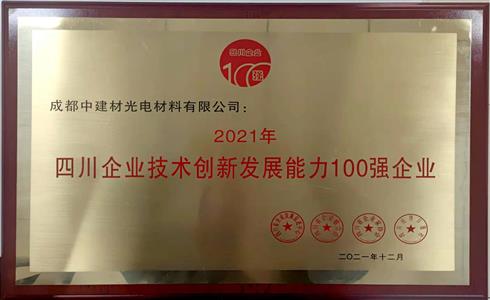 四川企业
100强
成都中建材光电材料有限公司：
2021年
四川企业技术创新发展能力100强企业
二〇二一年十二月